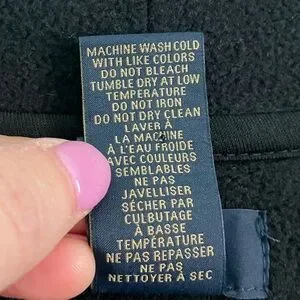 MACHINE WASH COLD
WITH LIKE COLORS
DO NOT BLEACH
TUMBLE DRY AT LOW
TEMPERATURE
DO NOT IRON
DO NOT DRY CLEAN
LAVER À
LA MACHINE
À L'EAU FROIDE
AVEC COULEURS
SEMBLABLES
NE PAS
JAVELLISER
SÉCHER PAR
CULBUTAGE
À BASSE
TEMPÉRATURE
NE PAS REPASSER
NE PAS
NETTOYER À SEC